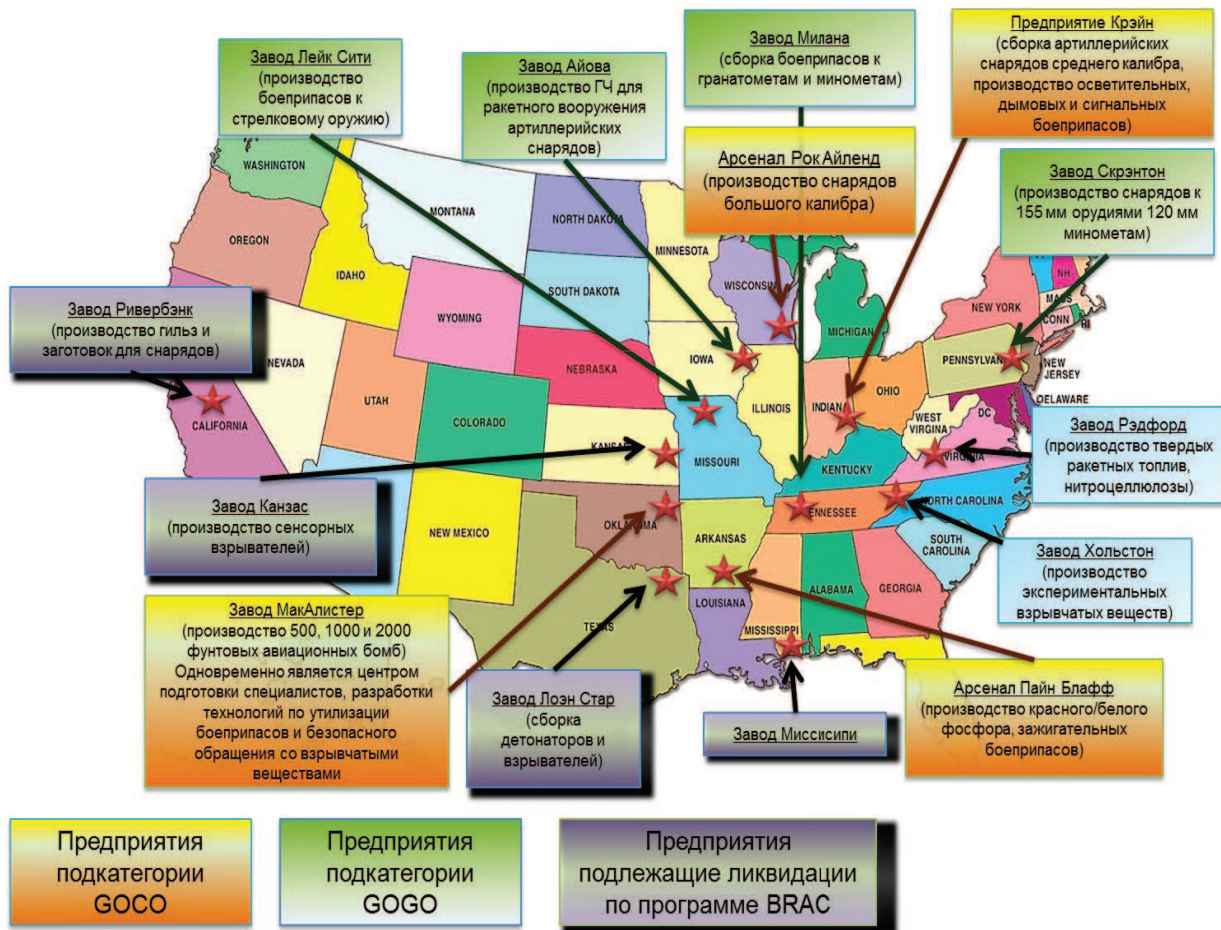 Завод Лейк Сити
(производство
боеприпасов к
стрелковому оружию)
Завод Айова
(производство ГЧ для
ракетного вооружения
артиллерийских
снарядов)
Завод Милана
(сборка боеприпасов к
гранатометам и минометам)
Предприятие Крэйн
(сборка артиллерийских
снарядов среднего калибра,
производство осветительных,
дымовых и сигнальных
боеприпасов)
Арсенал Рок Айленд
(производство снарядов
большого калибра)
Завод Скрэнтон
(производство снарядов к
155 мм орудиями 120 мм
минометам)
Завод Ривербэнк
(производство гильз и
заготовок для снарядов)
WASHINGTON
MONTANA
NORTH DAKOTA
MINNESOTA
OREGON
IDAHO
SOUTH DAKOTA
WISCONSIN
WYOMING
MICHIGAN
NEW YORK
NH
MASS
CONN
RI
NEVADA
NEBRASKA
IOWA
PENNSYLVANI
NEW
JERSEY
UTAH
COLORADO
ILLINOIS
INDIANA
OHIO
DELAWARE
CALIFORNIA
DC
WEST
VIRGINIA
KANSAS
MISSOURI
KENTUCKY
VIRGINIA
NEW MEXICO
OKLAHOMA
ARKANSAS
TENNESSEE
NORTH CAROLINA
SOUTH
CAROLINA
TEXAS
LOUISIANA
MISSISSIPPI
ALABAMA
GEORGIA
Завод Рэдфорд
(производство твердых
ракетных топлив,
нитроцеллюлозы)
Завод Канзас
(производство сенсорных
взрывателей)
Завод Хольстон
(производство
экспериментальных
взрывчатых веществ)
Завод МакАлистер
(производство 500, 1000 и 2000
фунтовых авиационных бомб)
Одновременно является центром
подготовки специалистов, разработки
технологий по утилизации
боеприпасов и безопасного
обращения со взрывчатыми
веществами
Завод Лоэн Стар
(сборка
детонаторов и
взрывателей)
Завод Миссисипи
Арсенал Пайн Блафф
(производство красного/белого
фосфора, зажигательных
боеприпасов)
Предприятия
подкатегории
GOCO
Предприятия
подкатегории
GOGO
Предприятия
подлежащие ликвидации
по программе BRAC